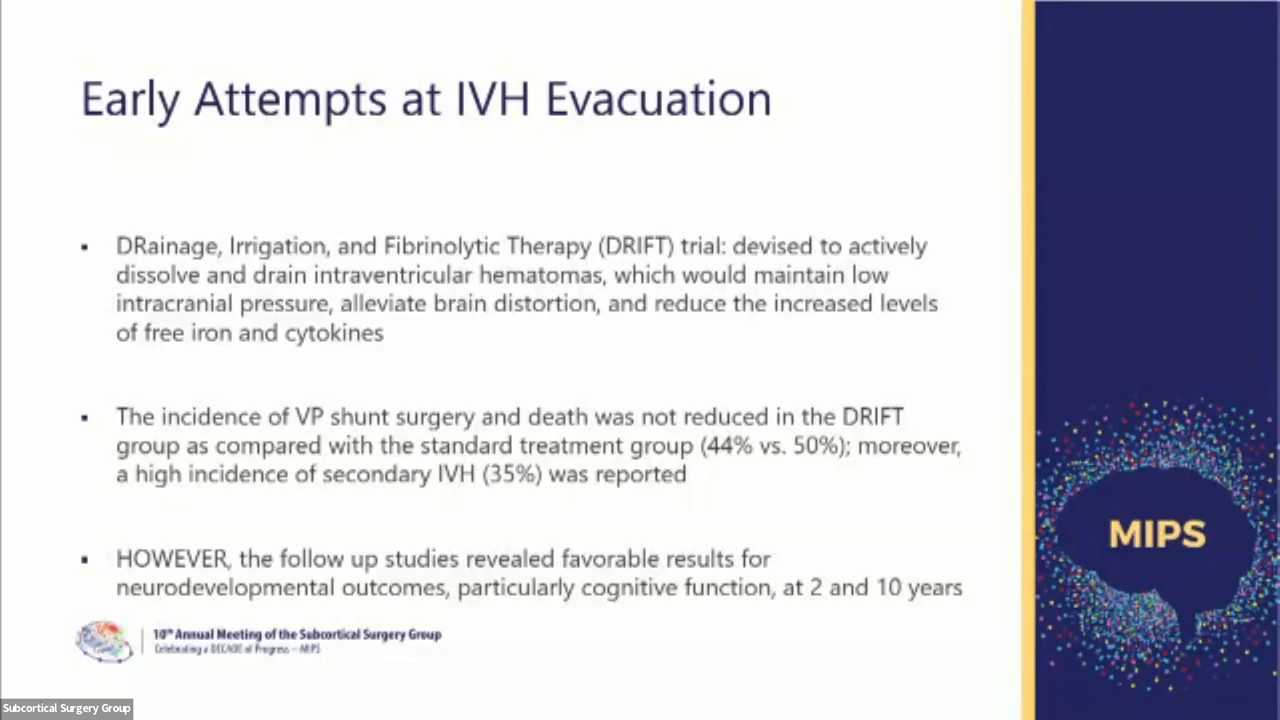 Early Attempts at IVH Evacuation
▪ DRainage, Irrigation, and Fibrinolytic Therapy (DRIFT) trial: devised to actively
dissolve and drain intraventricular hematomas, which would maintain low
intracranial pressure, alleviate brain distortion, and reduce the increased levels
of free iron and cytokines
▪ The incidence of VP shunt surgery and death was not reduced in the DRIFT
group as compared with the standard treatment group (44% vs. 50%); moreover,
a high incidence of secondary IVH (35%) was reported
▪ HOWEVER, the follow up studies revealed favorable results for
neurodevelopmental outcomes, particularly cognitive function, at 2 and 10 years
MIPS
10th Annual Meeting of the Subcortical Surgery Group
Celebrating a DECADE of Progress – MIPS
Subcortical Surgery Group